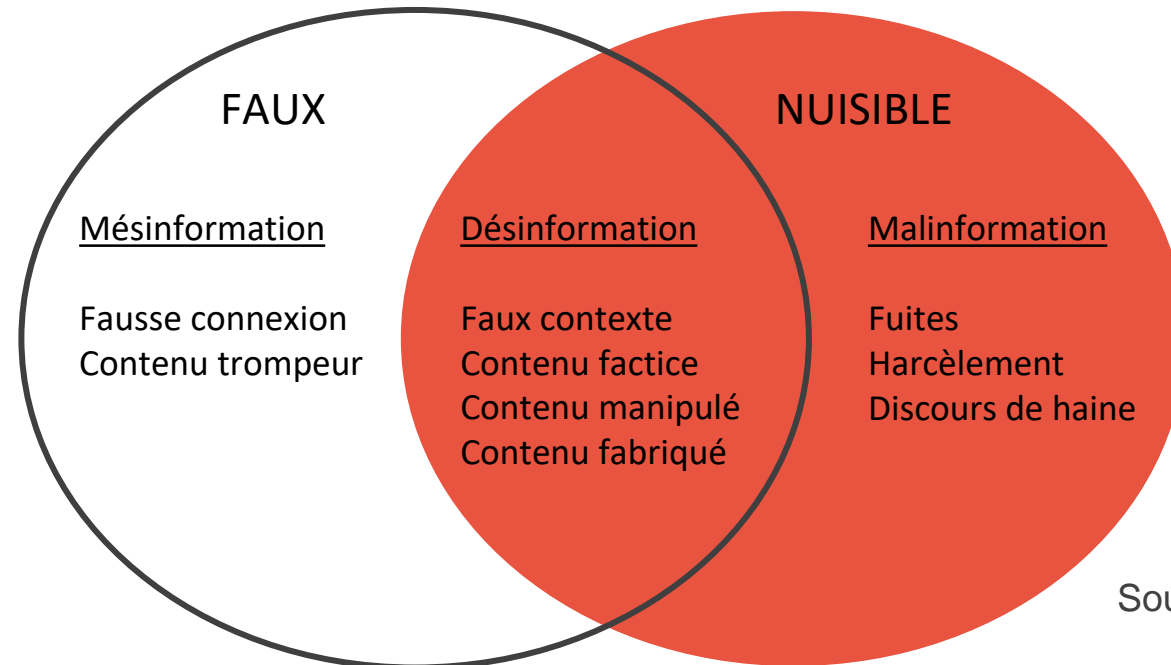 FAUX
NUISIBLE
Mésinformation
Fausse connexion
Contenu trompeur
Désinformation
Faux contexte
Contenu factice
Contenu manipulé
Contenu fabriqué
Malinformation
Fuites
Harcèlement
Discours de haine